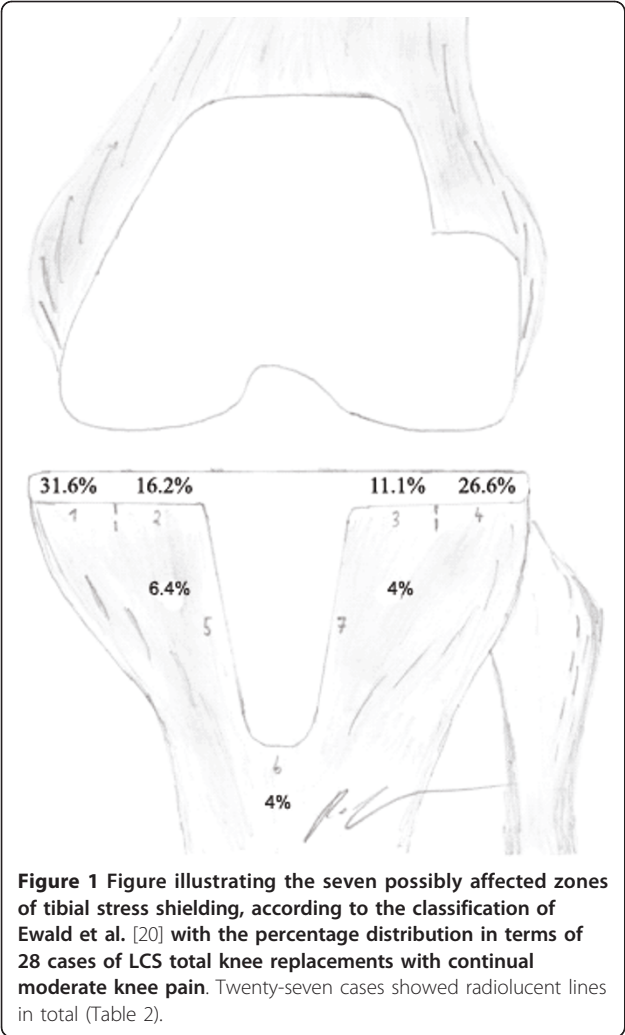 31.6% 16.2% 11.1% 26.6%
1 2 3 4
6.4% 4%
5 7
6
4%
Figure 1 Figure illustrating the seven possibly affected zones
of tibial stress shielding, according to the classification of
Ewald et al. [20] with the percentage distribution in terms of
28 cases of LCS total knee replacements with continual
moderate knee pain. Twenty-seven cases showed radiolucent lines
in total (Table 2).